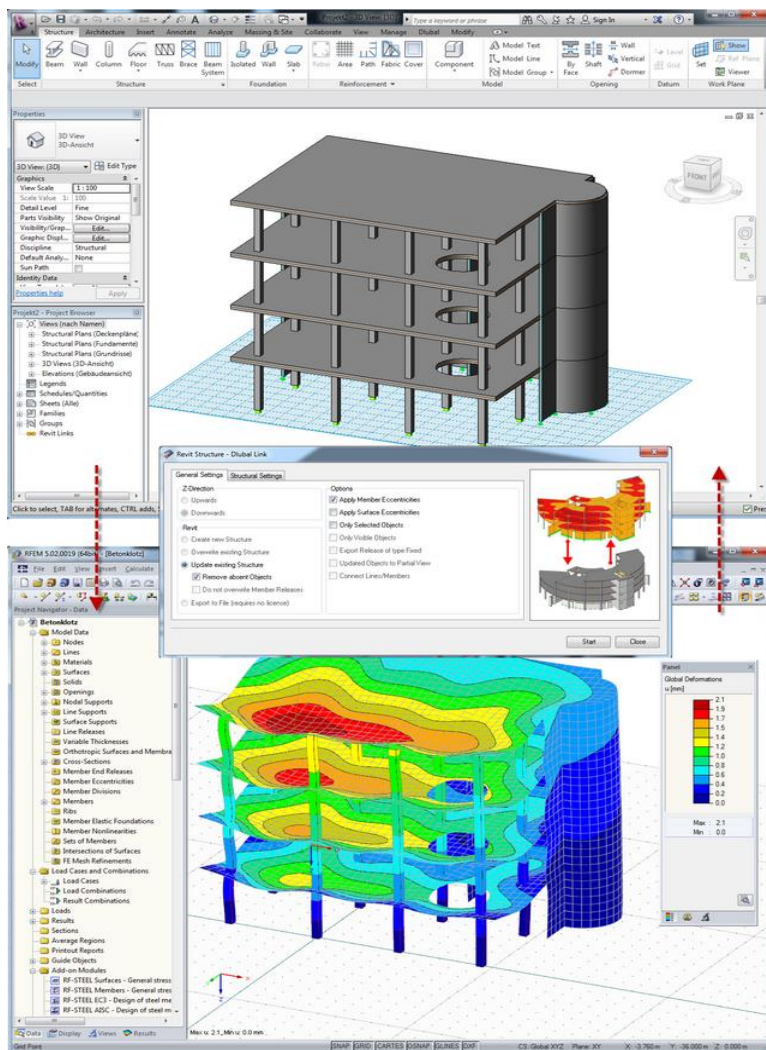 Projekt2 - 3D View: {3D}
Type a keyword or phrase
Sign In
Structure Architecture Insert Annotate Analyze Massing & Site Collaborate View Manage Dlubal Modify
Modify Beam Wall Column Floor Truss Brace Beam System Isolated Wall Slab Rebar Area Path Fabric Cover Component
Model Text
Model Line
Model Group
By Face Shaft Wall Vertical Dormer
Level
Grid
Set Show Ref Plane Viewer
Select Structure Foundation Reinforcement Model Opening Datum Work Plane
Properties
3D View
3D-Ansicht
3D View: {3D} Edit Type
Graphics
View Scale 1 : 100
Scale Value 1: 100
Detail Level Fine
Parts Visibility Show Original
Visibility/Grap... Edit...
Graphic Displ... Edit...
Discipline Structural
Default Analy... None
Sun Path
Identity Data
Properties help Apply
FRONT
Projekt2 - Project Browser
Views (nach Namen)
Structural Plans (Deckenpläne)
Structural Plans (Fundamente)
Structural Plans (Grundrisse)
3D Views (3D-Ansicht)
Elevations (Gebäudeansicht)
Legends
Schedules/Quantities
Sheets (Alle)
Families
Groups
Revit Links
Click to select, TAB for alternates, CTRL adds,
Pres
Revit Structure - Dlubal Link
General Settings Structural Settings
Z-Direction
Upwards
Downwards
Revit
Create new Structure
Overwrite existing Structure
Update existing Structure
Remove absent Objects
Do not overwrite Member Releases
Export to File (requires no license)
Options
Apply Member Eccentricities
Apply Surface Eccentricities
Only Selected Objects
Only Visible Objects
Export Release of type Fixed
Updated Objects to Partial View
Connect Lines/Members
Start Close
RFEM 5.02.0019 (64bit) - [Betonklotz]
File Edit View Insert Calculate
Project Navigator - Data
Betonklotz
Model Data
Nodes
Lines
Materials
Surfaces
Solids
Openings
Nodal Supports
Line Supports
Surface Supports
Line Releases
Variable Thicknesses
Orthotropic Surfaces and Membra
Cross-Sections
Member End Releases
Member Eccentricities
Member Divisions
Members
Ribs
Member Elastic Foundations
Member Nonlinearities
Sets of Members
Intersections of Surfaces
FE Mesh Refinements
Load Cases and Combinations
Load Cases
Load Combinations
Result Combinations
Loads
Results
Sections
Average Regions
Printout Reports
Guide Objects
Add-on Modules
RF-STEEL Surfaces - General stress
RF-STEEL Members - General stres
RF-STEEL EC3 - Design of steel me
RF-STEEL AISC - Design of steel m
Data Display Views Results
Panel
Global Deformations
u [mm]
2.1
1.9
1.7
1.5
1.4
1.2
1.0
0.8
0.6
0.4
0.2
0.0
Max : 2.1
Min : 0.0
Max u: 2.1, Min u: 0.0 mm
Grid Point SNAP GRID CARTES OSNAP GLINES DXF CS: Global XYZ Plane: XY X: -3.760 m Y: -36.000 m Z: 0.000 m